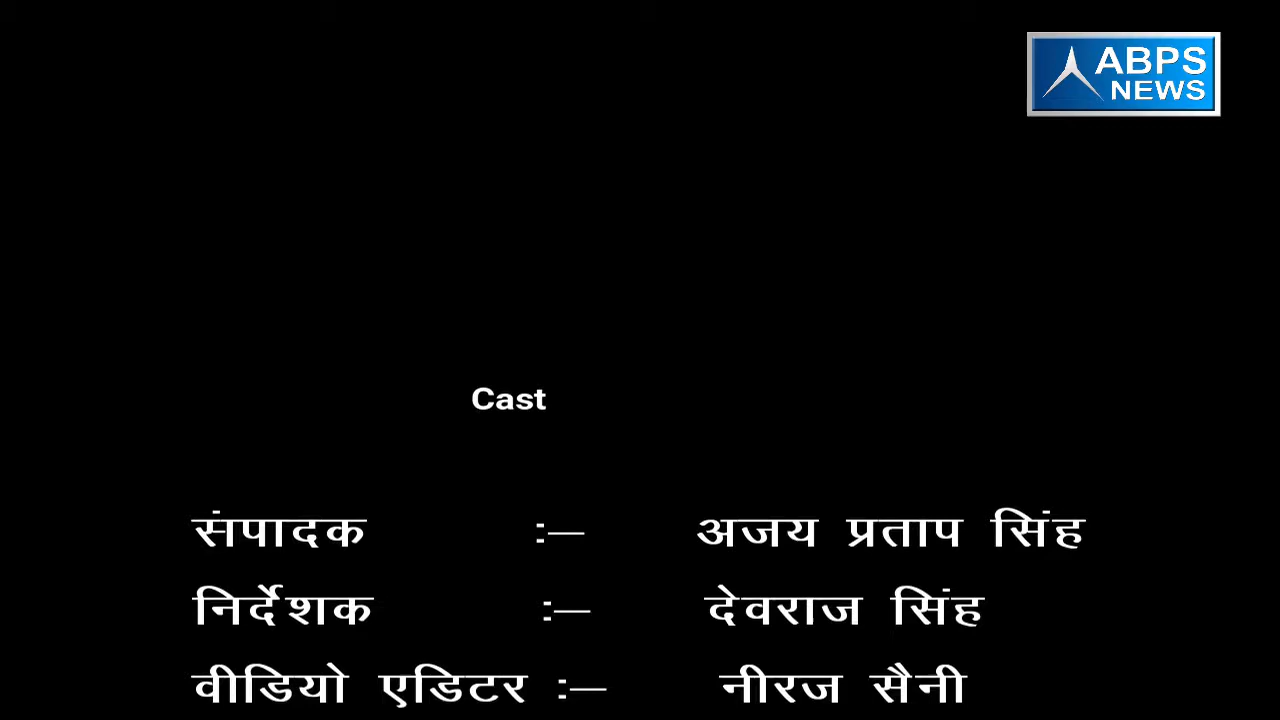 ABPS
NEWS
Cast
संपादक :— अजय प्रताप सिंह
निर्देशक :— देवराज सिंह
वीडियो एडिटर :— नीरज सैनी